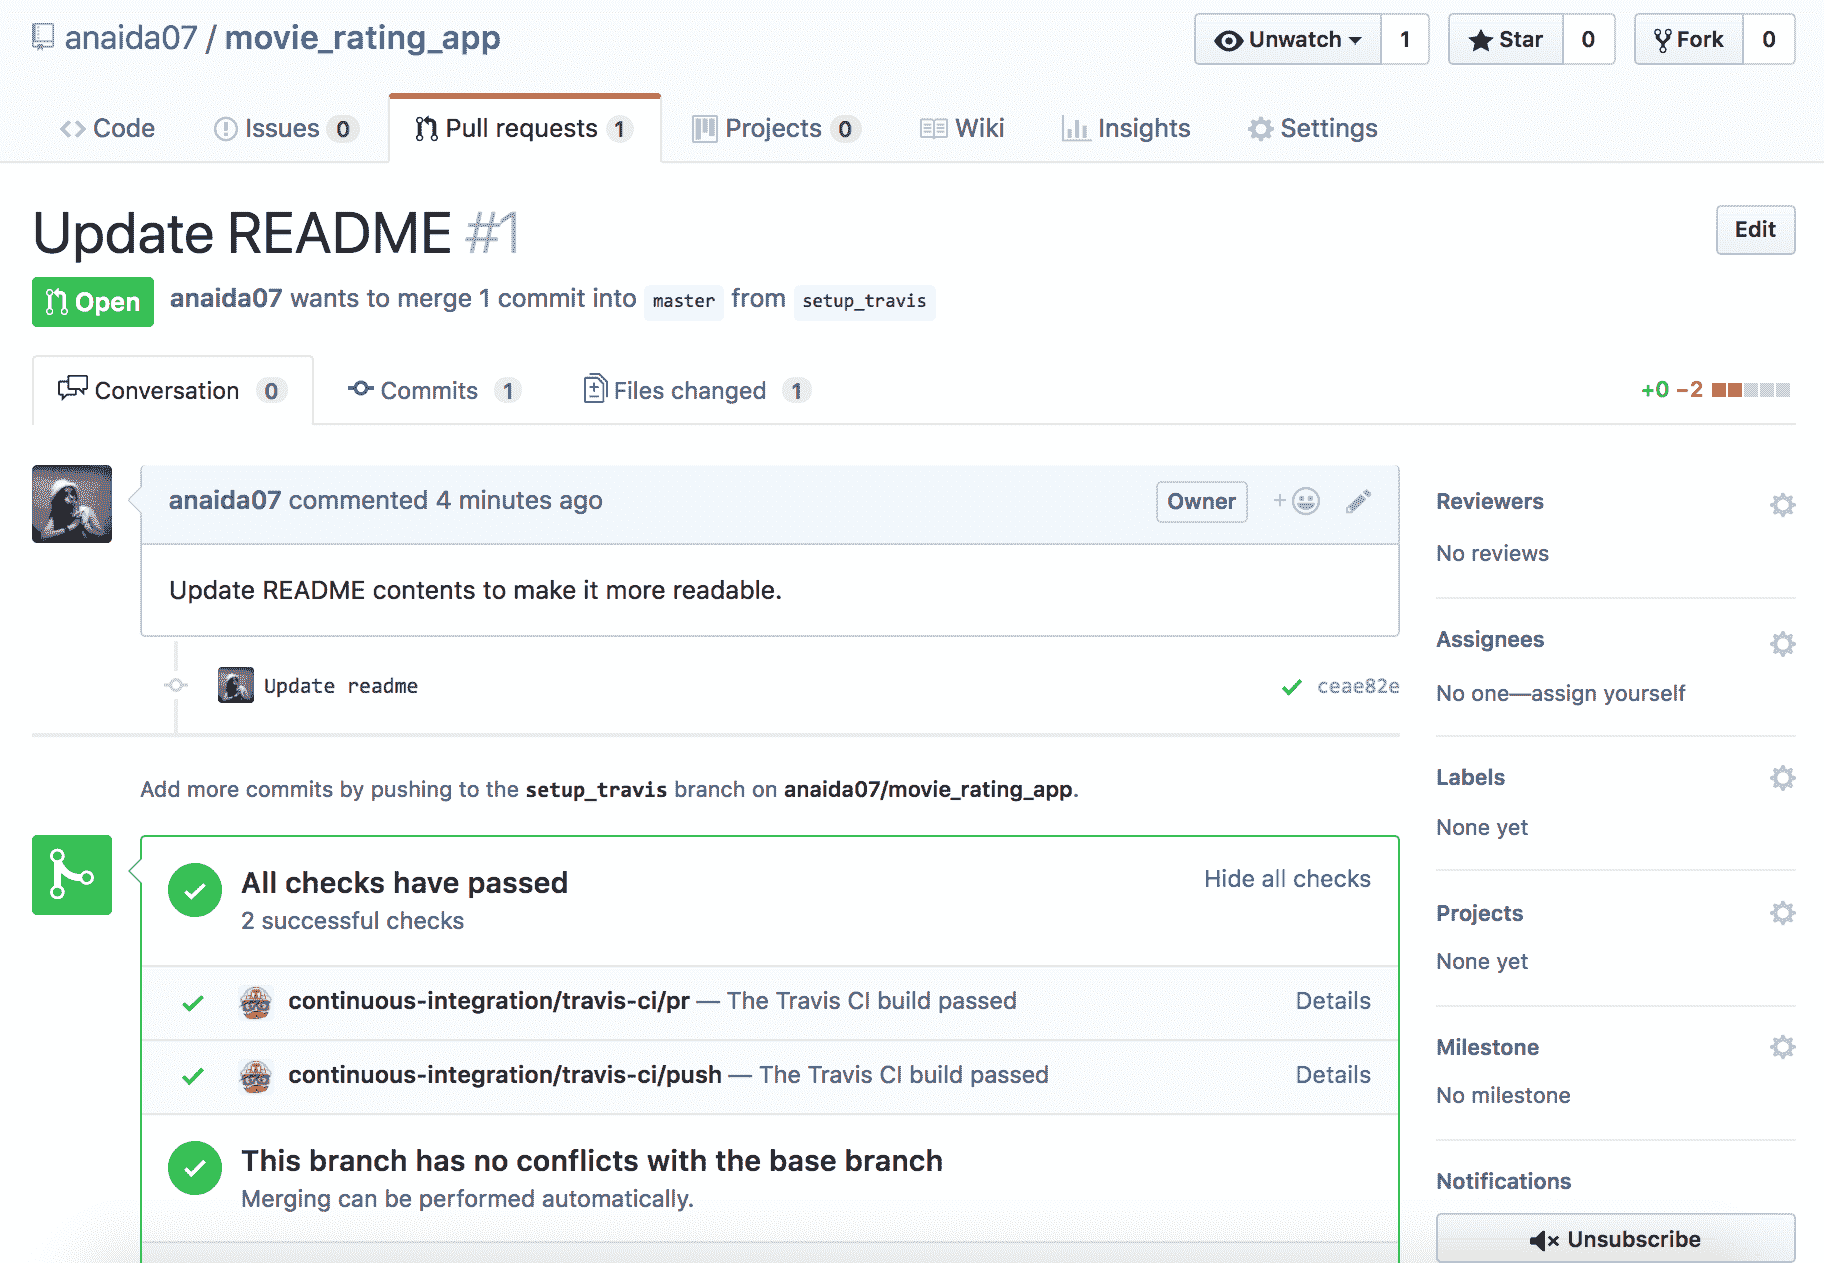 anaida07 / movie_rating_app
Unwatch 1
Star 0
Fork 0
Code
Issues 0
Pull requests 1
Projects 0
Wiki
Insights
Settings
Update README #1
Edit
Open
anaida07 wants to merge 1 commit into master from setup_travis
Conversation 0
Commits 1
Files changed 1
+0 −2
anaida07 commented 4 minutes ago
Owner
Update README contents to make it more readable.
Update readme
ceae82e
Add more commits by pushing to the setup_travis branch on anaida07/movie_rating_app.
All checks have passed
2 successful checks
Hide all checks
continuous-integration/travis-ci/pr — The Travis CI build passed
Details
continuous-integration/travis-ci/push — The Travis CI build passed
Details
This branch has no conflicts with the base branch
Merging can be performed automatically.
Reviewers
No reviews
Assignees
No one—assign yourself
Labels
None yet
Projects
None yet
Milestone
No milestone
Notifications
Unsubscribe